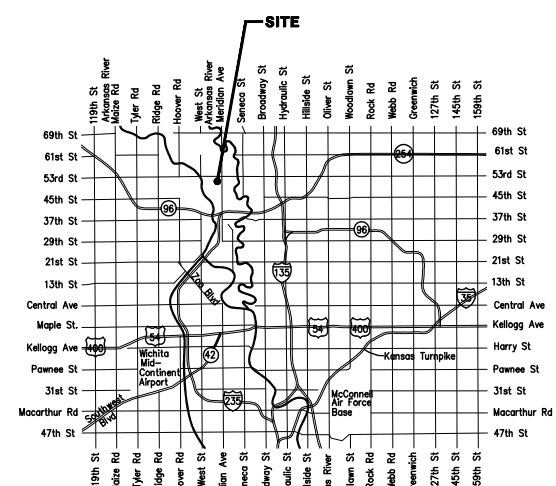 SITE
119th St
Arkansas River
Maize Rd
Tyler Rd
Ridge Rd
Hoover Rd
West St
Arkansas River
Meridian Ave
Seneca St
Broadway St
Hydraulic St
Hillside St
Oliver St
Woodlawn St
Rock Rd
Webb Rd
Greenwich
127th St
145th St
159th St
69th St
61st St
53rd St
45th St
37th St
29th St
21st St
13th St
Central Ave
Maple St.
Kellogg Ave
Pawnee St
31st St
Macarthur Rd
47th St
69th St
61st St
53rd St
45th St
37th St
29th St
21st St
13th St
Central Ave
Kellogg Ave
Harry St
Pawnee St
31st St
Macarthur Rd
47th St
254
96
96
135
35
Zoo Blvd
54
54
400
400
42
235
Wichita
Mid-
Continent
Airport
Kansas Turnpike
McConnell
Air Force
Base
Southwest
Blvd
19th St
aize Rd
Tyler Rd
idge Rd
over Rd
West St
ian Ave
neca St
dway St
aulic St
lside St
as River
lawn St
Rock Rd
ebb Rd
eenwich
27th St
45th St
59th St